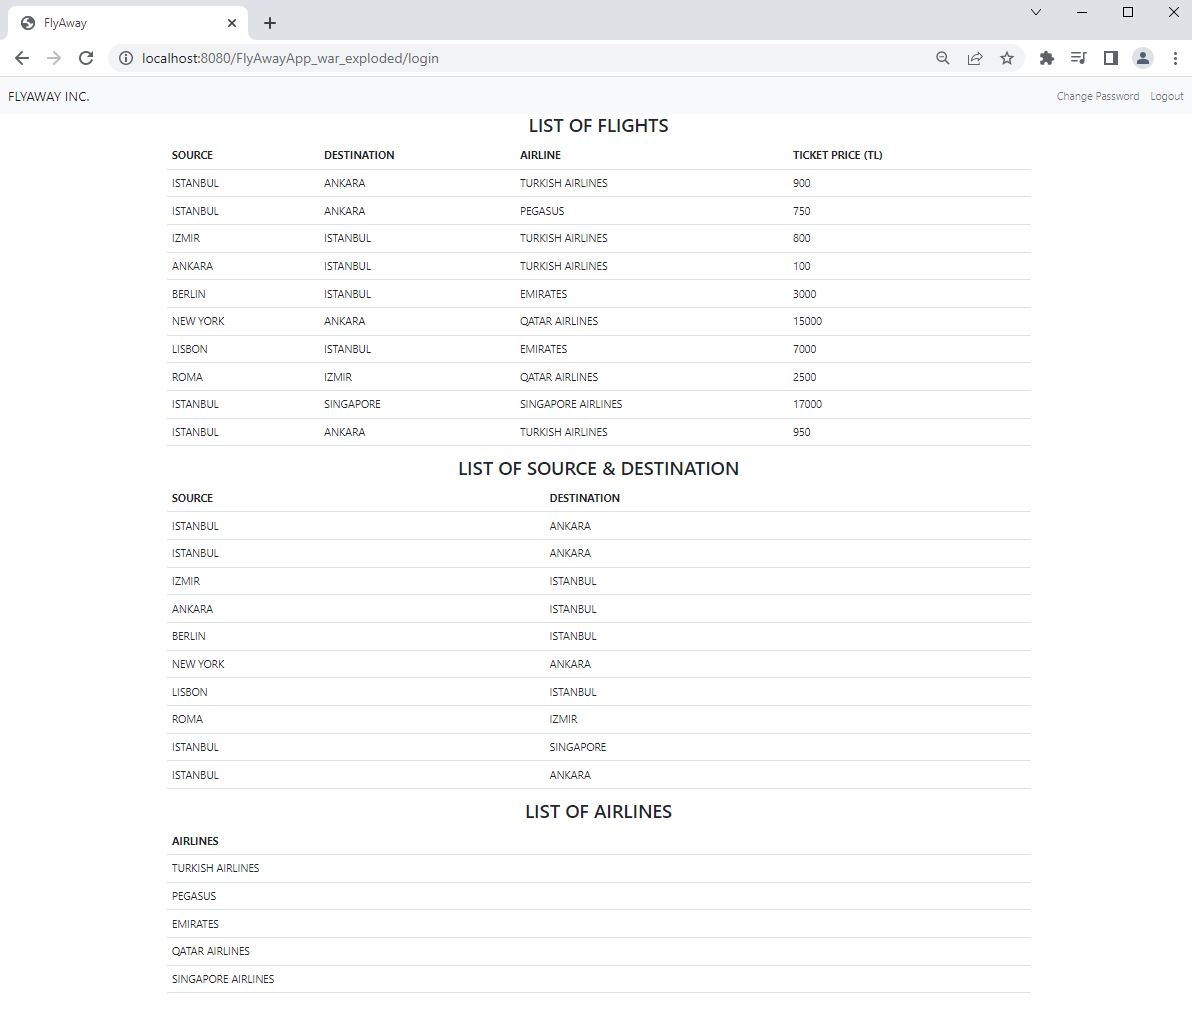 FlyAway
localhost:8080/FlyAwayApp_war_exploded/login
FLYAWAY INC. Change Password Logout
LIST OF FLIGHTS
SOURCE DESTINATION AIRLINE TICKET PRICE (TL)
ISTANBUL ANKARA TURKISH AIRLINES 900
ISTANBUL ANKARA PEGASUS 750
IZMIR ISTANBUL TURKISH AIRLINES 800
ANKARA ISTANBUL TURKISH AIRLINES 100
BERLIN ISTANBUL EMIRATES 3000
NEW YORK ANKARA QATAR AIRLINES 15000
LISBON ISTANBUL EMIRATES 7000
ROMA IZMIR QATAR AIRLINES 2500
ISTANBUL SINGAPORE SINGAPORE AIRLINES 17000
ISTANBUL ANKARA TURKISH AIRLINES 950
LIST OF SOURCE & DESTINATION
SOURCE DESTINATION
ISTANBUL ANKARA
ISTANBUL ANKARA
IZMIR ISTANBUL
ANKARA ISTANBUL
BERLIN ISTANBUL
NEW YORK ANKARA
LISBON ISTANBUL
ROMA IZMIR
ISTANBUL SINGAPORE
ISTANBUL ANKARA
LIST OF AIRLINES
AIRLINES
TURKISH AIRLINES
PEGASUS
EMIRATES
QATAR AIRLINES
SINGAPORE AIRLINES